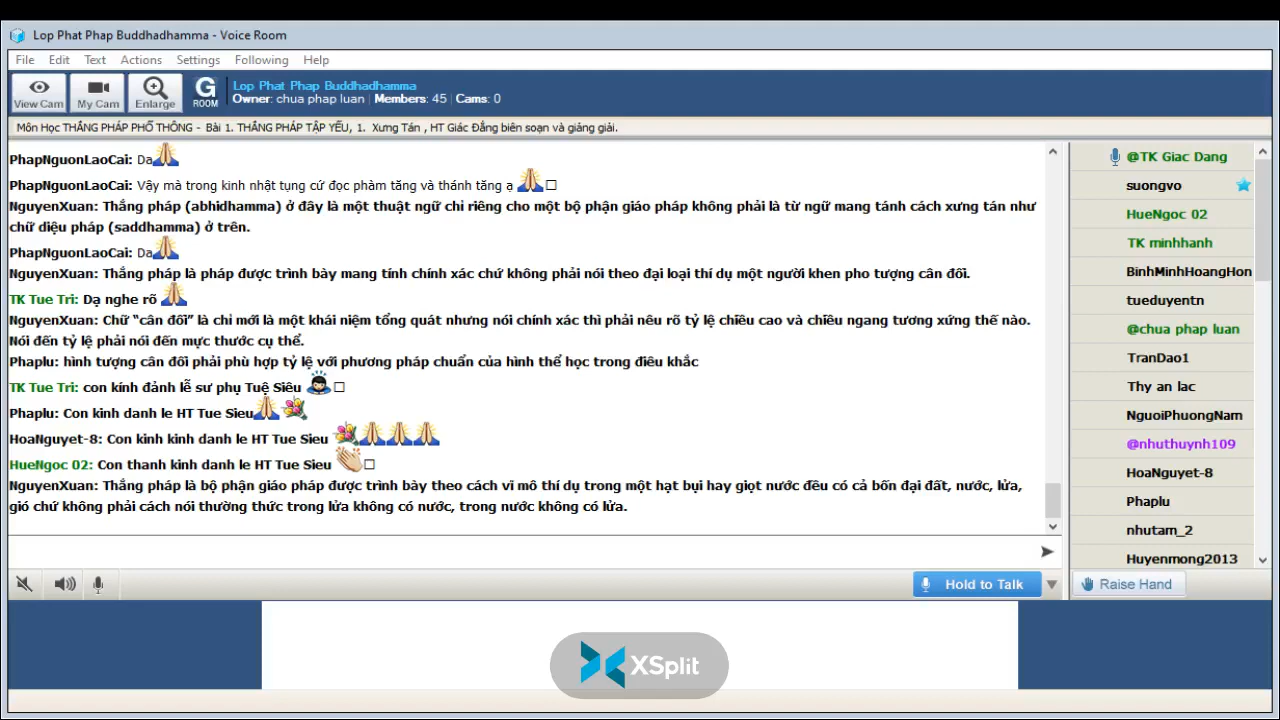 Lop Phat Phap Buddhadhamma - Voice Room
File Edit Text Actions Settings Following Help
View Cam My Cam Enlarge G ROOM
Lop Phat Phap Buddhadhamma
Owner: chua phap luan | Members: 45 | Cams: 0
Môn Học THẮNG PHÁP PHỔ THÔNG - Bài 1. THẮNG PHÁP TẬP YẾU, 1. Xưng Tán , HT Giác Đẳng biên soạn và giảng giải.
PhapNguonLaoCai: Da
PhapNguonLaoCai: Vậy mà trong kinh nhật tụng cứ đọc phàm tăng và thánh tăng ạ
NguyenXuan: Thắng pháp (abhidhamma) ở đây là một thuật ngữ chỉ riêng cho một bộ phận giáo pháp không phải là từ ngữ mang tánh cách xưng tán như
chữ diệu pháp (saddhamma) ở trên.
PhapNguonLaoCai: Da
NguyenXuan: Thắng pháp là pháp được trình bày mang tính chính xác chứ không phải nói theo đại loại thí dụ một người khen pho tượng cân đối.
TK Tue Tri: Dạ nghe rõ
NguyenXuan: Chữ “cân đối” là chỉ mới là một khái niệm tổng quát nhưng nói chính xác thì phải nêu rõ tỷ lệ chiều cao và chiều ngang tương xứng thế nào.
Nói đến tỷ lệ phải nói đến mực thước cụ thể.
Phaplu: hình tượng cân đối phải phù hợp tỷ lệ với phương pháp chuẩn của hình thể học trong điêu khắc
TK Tue Tri: con kính đảnh lễ sư phụ Tuệ Siêu
Phaplu: Con kinh danh le HT Tue Sieu
HoaNguyet-8: Con kinh kinh danh le HT Tue Sieu
HueNgoc 02: Con thanh kinh danh le HT Tue Sieu
NguyenXuan: Thắng pháp là bộ phận giáo pháp được trình bày theo cách vĩ mô thí dụ trong một hạt bụi hay giọt nước đều có cả bốn đại đất, nước, lửa,
gió chứ không phải cách nói thường thức trong lửa không có nước, trong nước không có lửa.
@TK Giac Dang
suongvo
HueNgoc 02
TK minhhanh
BinhMinhHoangHon
tueduyentn
@chua phap luan
TranDao1
Thy an lac
NguoiPhuongNam
@nhuthuynh109
HoaNguyet-8
Phaplu
nhutam_2
Huyenmong2013
Hold to Talk
Raise Hand
XSplit